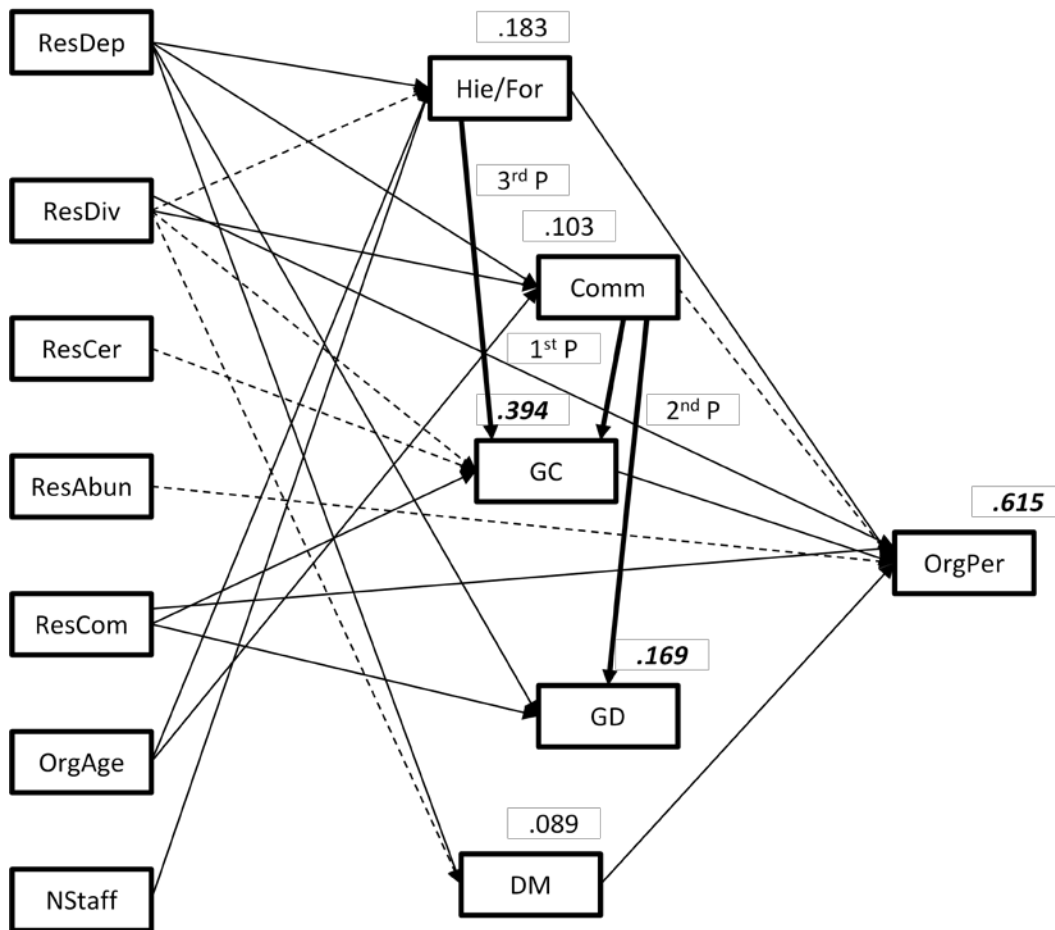 ResDep
.183
Hie/For
3rd P
ResDiv
.103
Comm
ResCer
1st P
.394
2nd P
GC
ResAbun
.615
OrgPer
ResCom
.169
GD
OrgAge
.089
DM
NStaff